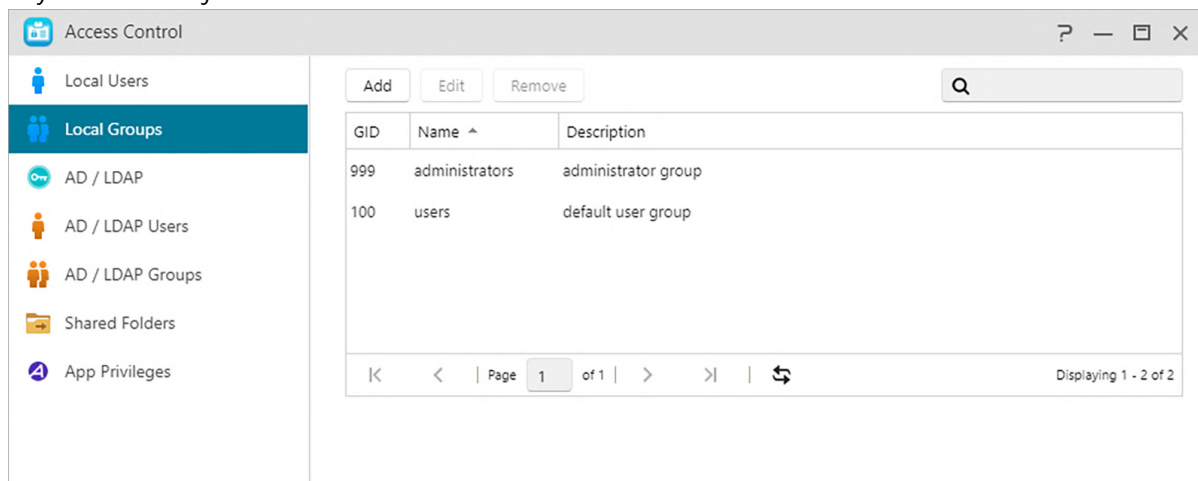 Access Control
Local Users
Local Groups
AD / LDAP
AD / LDAP Users
AD / LDAP Groups
Shared Folders
App Privileges
Add Edit Remove
GID Name Description
999 administrators administrator group
100 users default user group
Page 1 of 1
Displaying 1 - 2 of 2